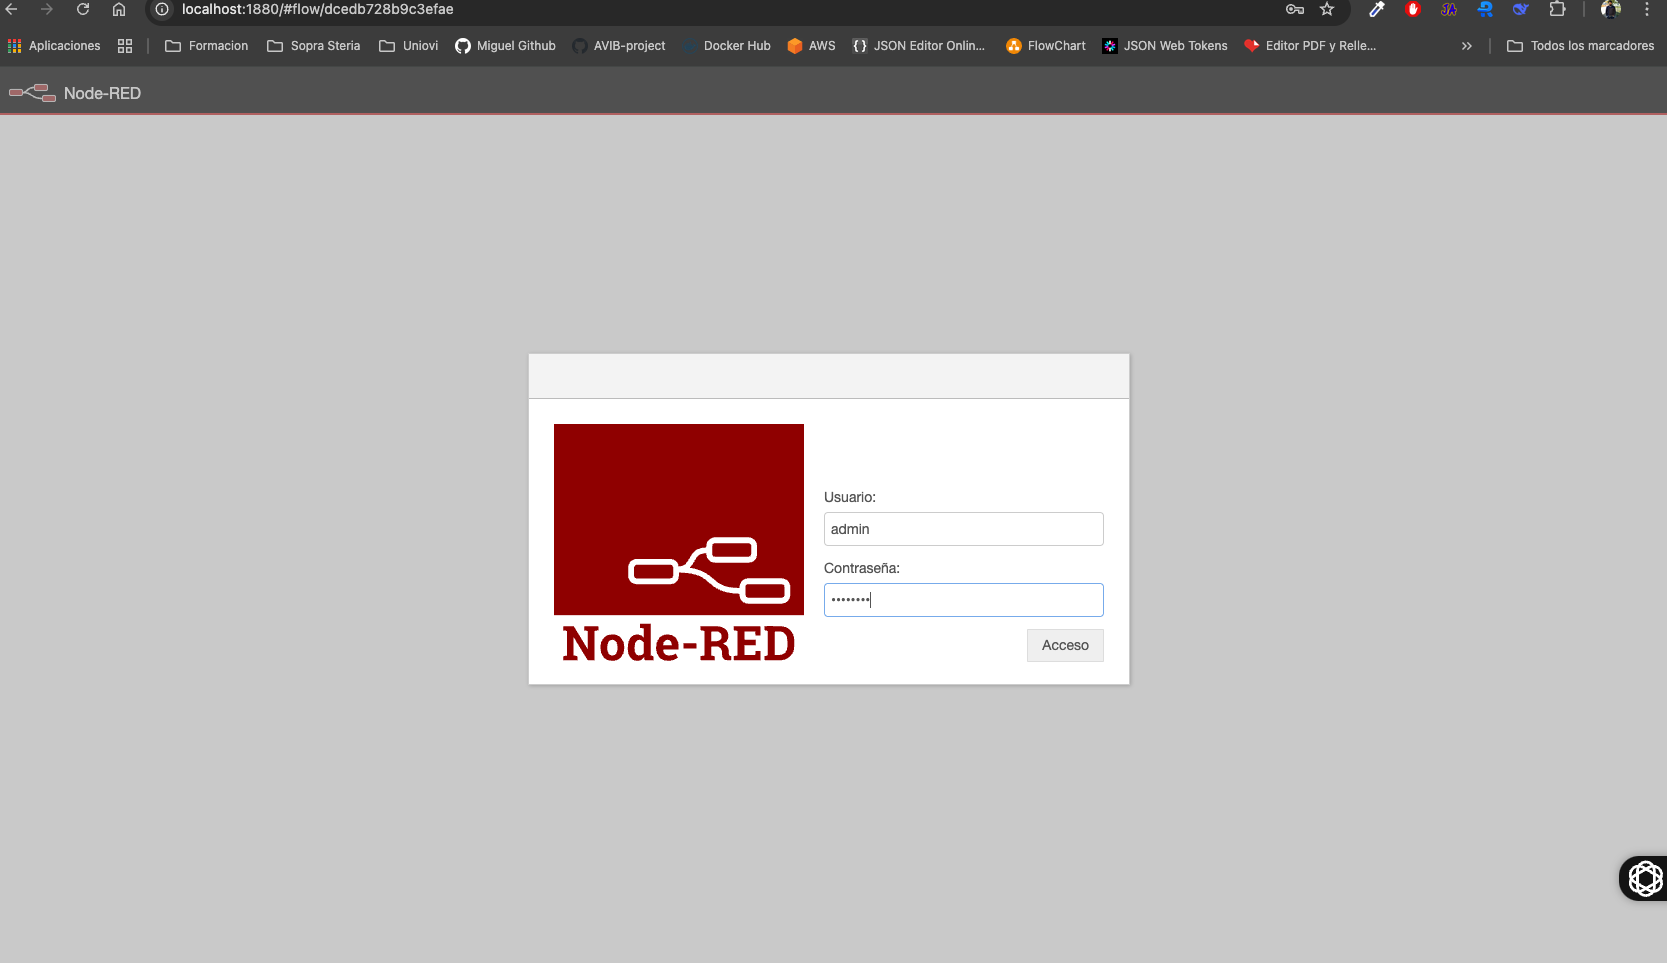 localhost:1880/#flow/dcedb728b9c3efae
Aplicaciones Formacion Sopra Steria Uniovi Miguel Github AVIB-project Docker Hub AWS JSON Editor Onlin... FlowChart JSON Web Tokens Editor PDF y Relle... » Todos los marcadores
Node-RED
Usuario:
admin
Contraseña:
••••••••
Acceso
Node-RED